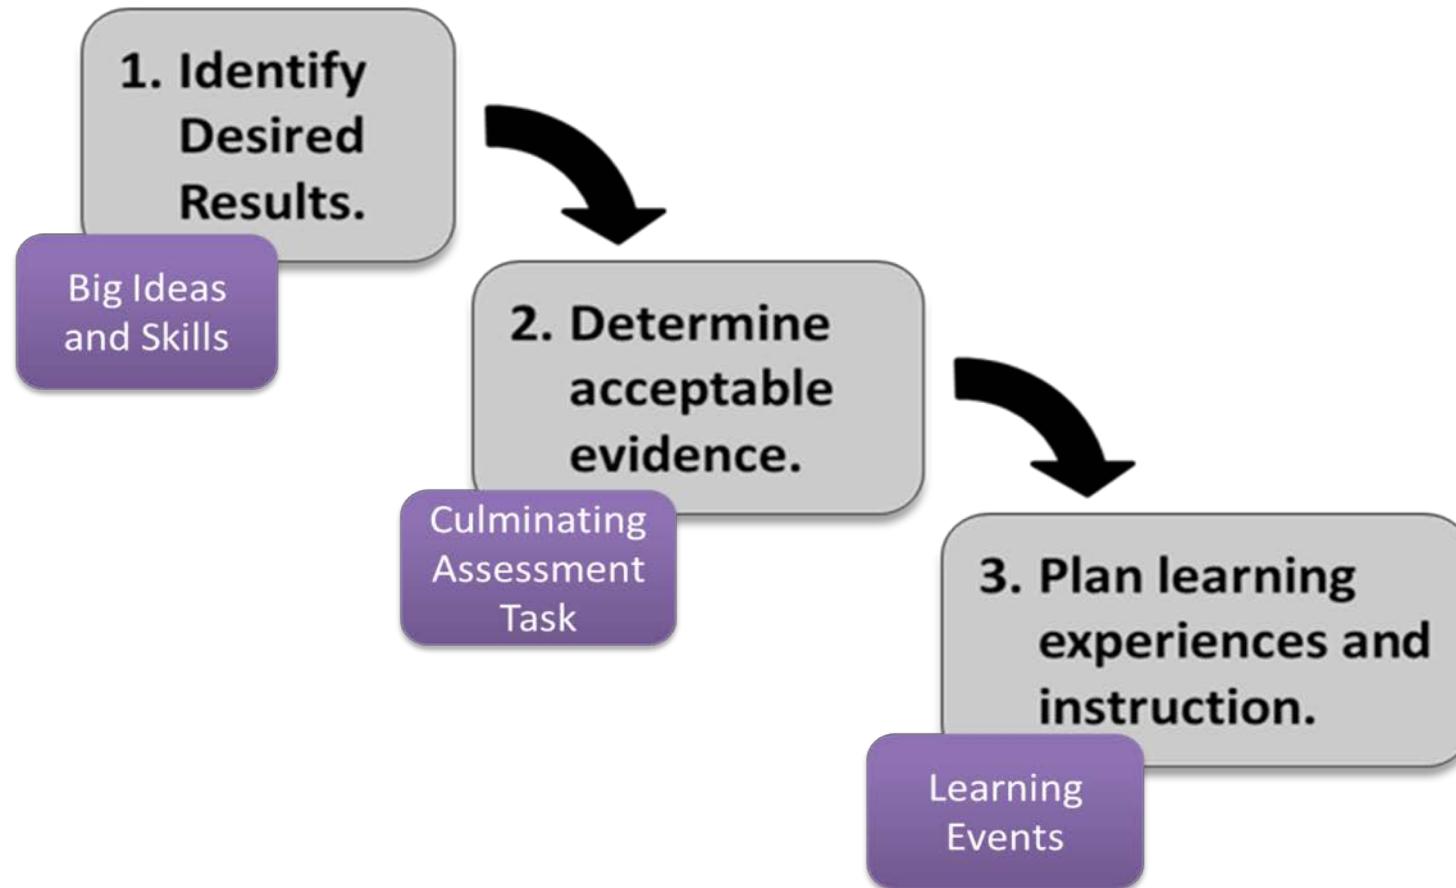 1. Identify
Desired
Results.
Big Ideas
and Skills
2. Determine
acceptable
evidence.
Culminating
Assessment
Task
3. Plan learning
experiences and
instruction.
Learning
Events